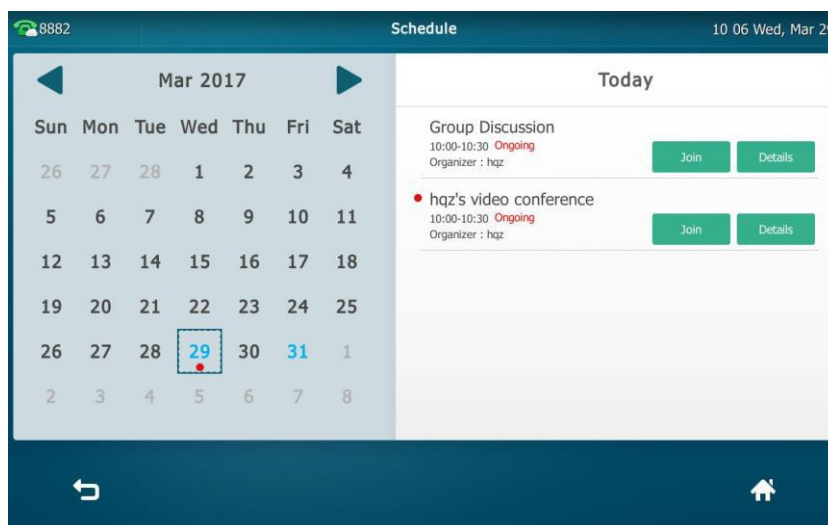 8882
Schedule
10 06 Wed, Mar 29
Mar 2017
Sun Mon Tue Wed Thu Fri Sat
26 27 28 1 2 3 4
5 6 7 8 9 10 11
12 13 14 15 16 17 18
19 20 21 22 23 24 25
26 27 28 29 30 31 1
2 3 4 5 6 7 8
Today
Group Discussion
10:00-10:30 Ongoing
Organizer : hqz
Join Details
hqz's video conference
10:00-10:30 Ongoing
Organizer : hqz
Join Details